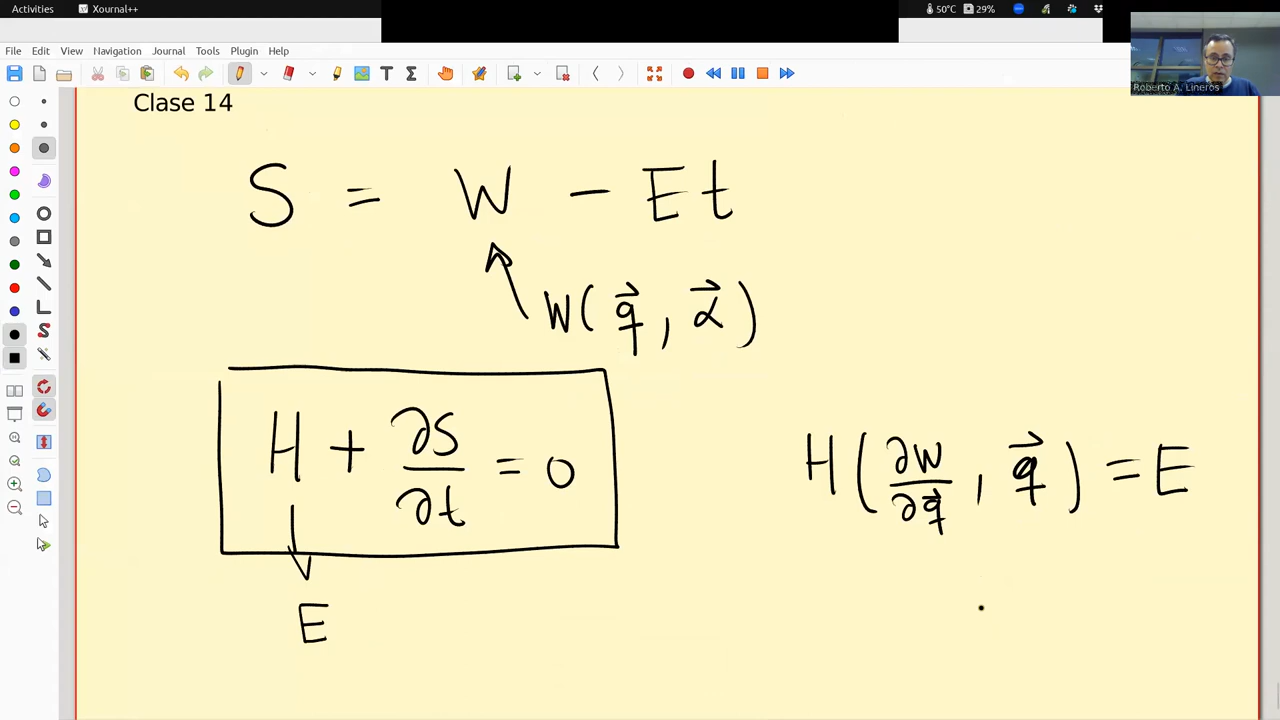 Activities Xournal++ 50°C 29%
File Edit View Navigation Journal Tools Plugin Help
Roberto A. Lineros
Clase 14
S = W - Et
W(q⃗, α⃗)
H + ∂S/∂t = 0
H(∂W/∂q⃗, q⃗) = E
E